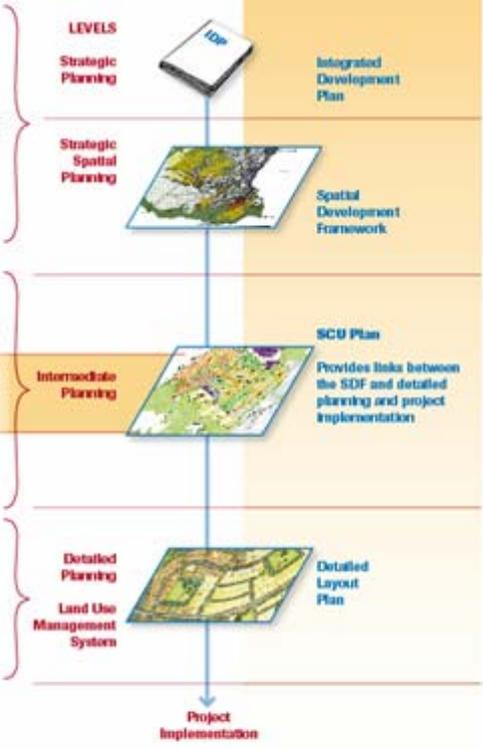 LEVELS
IDP
Strategic
Planning
Integrated
Development
Plan
Strategic
Spatial
Planning
Spatial
Development
Framework
SCU Plan
Intermediate
Planning
Provides links between
the SDF and detailed
planning and project
implementation
Detailed
Planning
Land Use
Management
System
Detailed
Layout
Plan
Project
Implementation